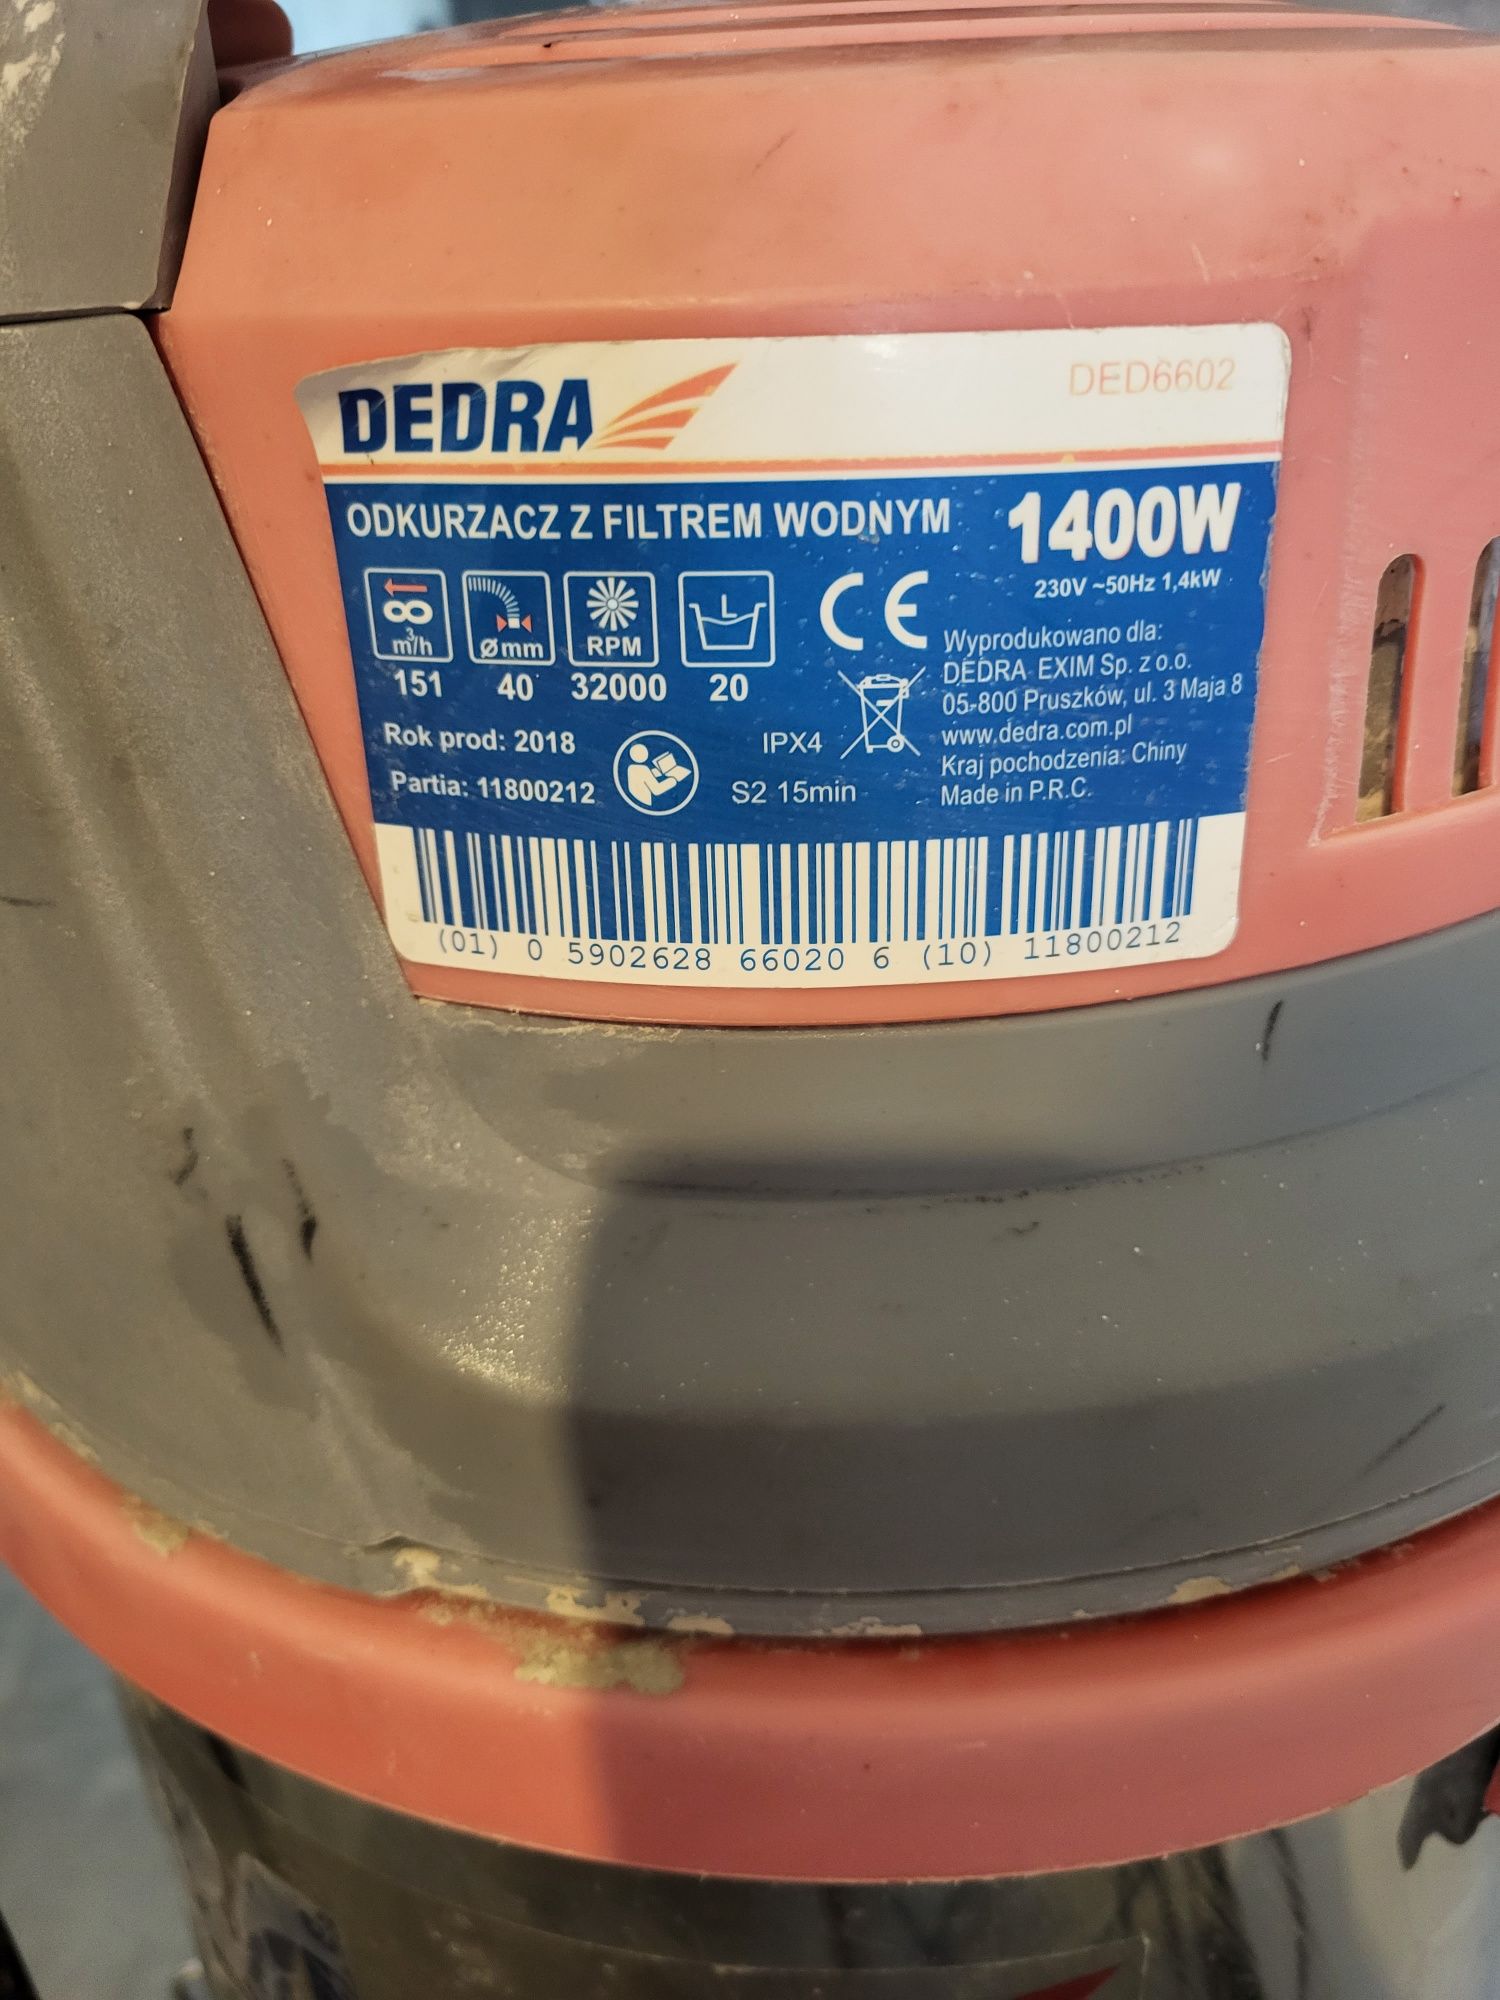 DEDRA
DED6602
ODKURZACZ Z FILTREM WODNYM
1400W
230V ~50Hz 1,4kW
m³/h
Ømm
RPM
L
151
40
32000
20
CE
Wyprodukowano dla:
DEDRA EXIM Sp. z o.o.
05-800 Pruszków, ul. 3 Maja 8
www.dedra.com.pl
Kraj pochodzenia: Chiny
Made in P.R.C.
Rok prod: 2018
IPX4
Partia: 11800212
S2 15min
(01) 0 5902628 66020 6 (10) 11800212